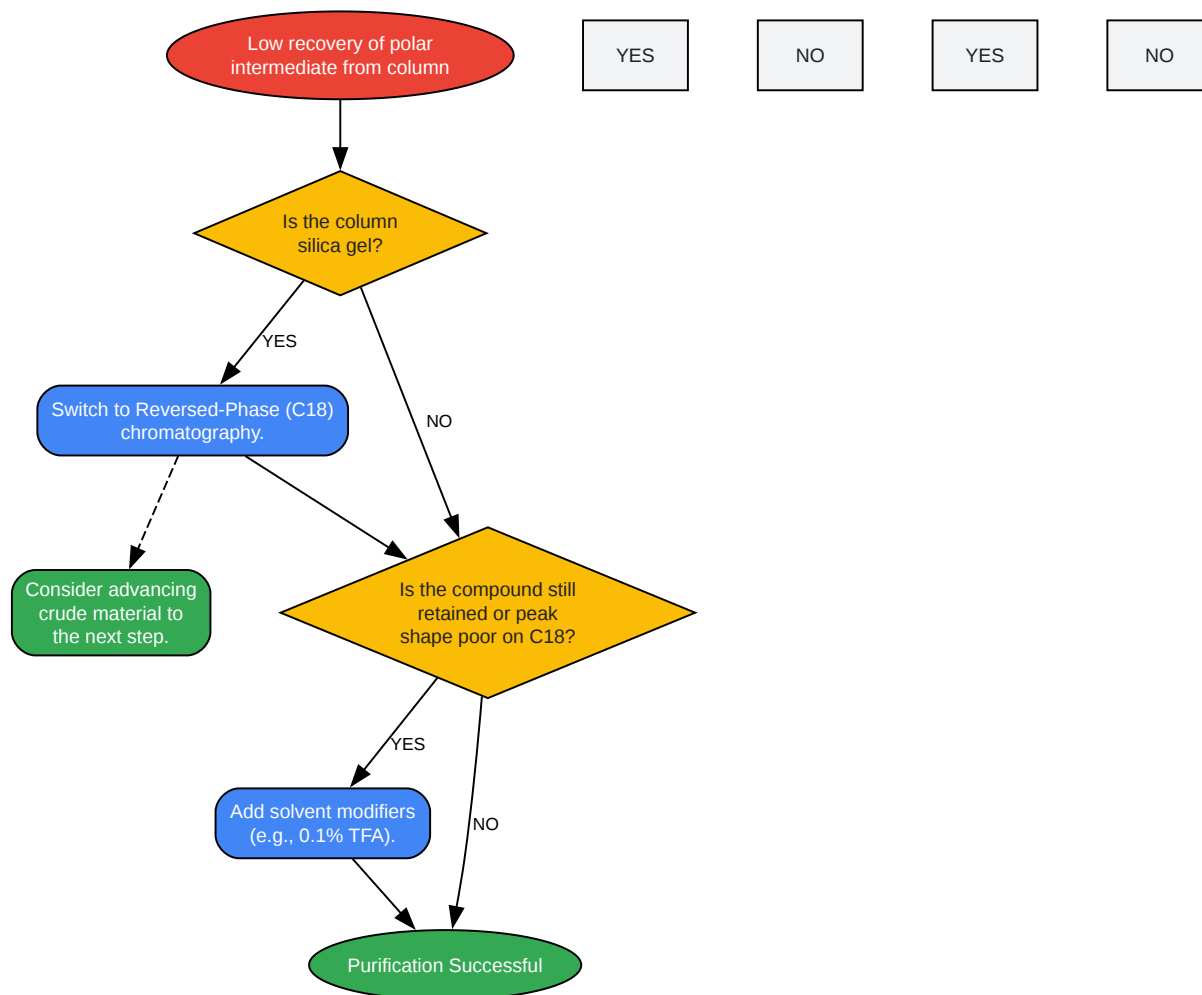 Low recovery of polar
intermediate from column
YES
NO
YES
NO
Is the column
silica gel?
YES
NO
Switch to Reversed-Phase (C18)
chromatography.
Consider advancing
crude material to
the next step.
Is the compound still
retained or peak
shape poor on C18?
YES
NO
Add solvent modifiers
(e.g., 0.1% TFA).
Purification Successful